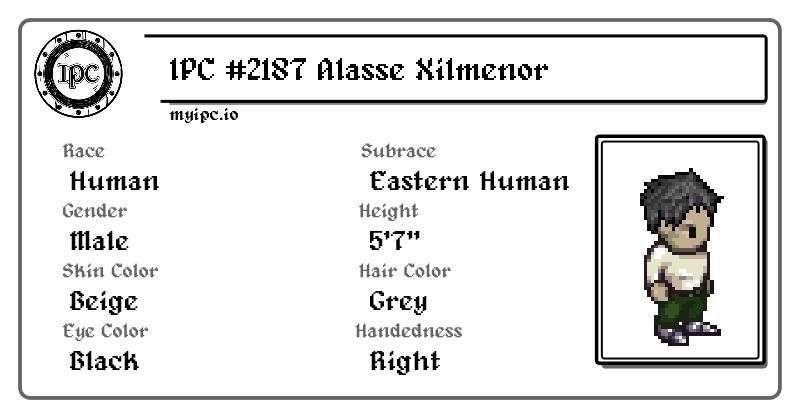 IPC
IPC #2187 Alasse Xilmenor
myipc.io
Race
Human
Subrace
Eastern Human
Gender
Male
Height
5'7"
Skin Color
Beige
Hair Color
Grey
Eye Color
Black
Handedness
Right